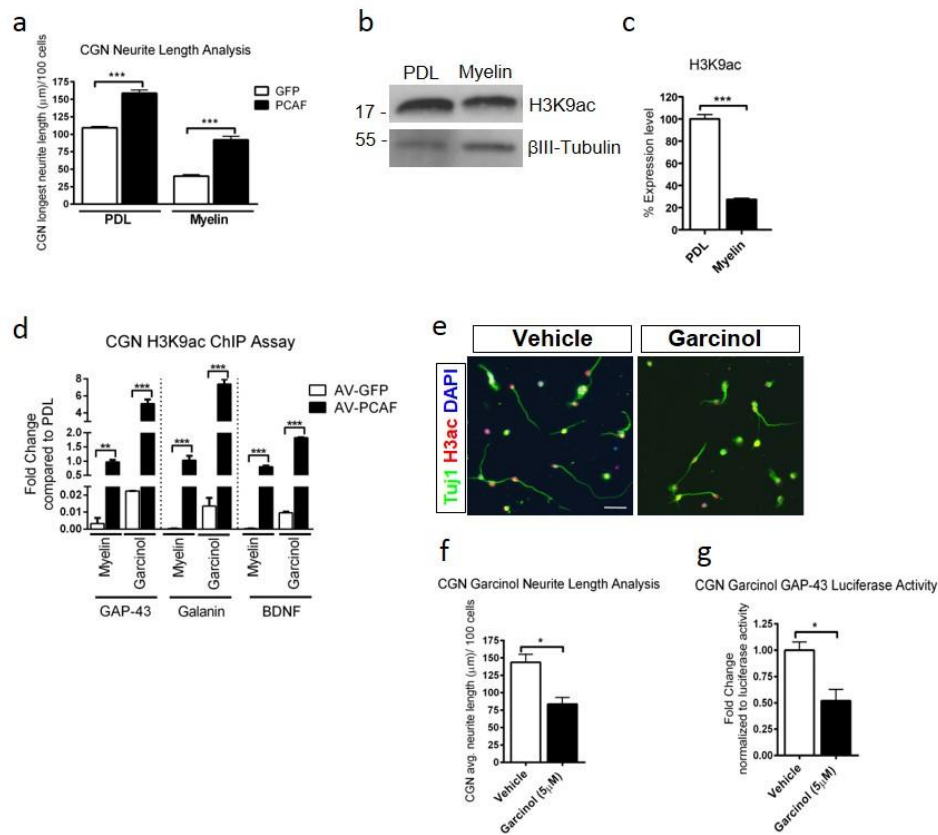 a
CGN Neurite Length Analysis
CGN longest neurite length (μm)/100 cells
175
150
125
100
75
50
25
0
***
***
GFP
PCAF
PDL
Myelin
b
PDL Myelin
17 -
H3K9ac
55 -
βIII-Tubulin
c
H3K9ac
***
% Expression level
120
100
80
60
40
20
0
PDL
Myelin
d
CGN H3K9ac ChIP Assay
Fold Change
compared to PDL
8
6
4
2
1.5
1.0
0.5
0.02
0.01
0.00
**
***
***
***
***
***
AV-GFP
AV-PCAF
Myelin
Garcinol
Myelin
Garcinol
Myelin
Garcinol
GAP-43
Galanin
BDNF
e
Vehicle
Garcinol
Tuj1 H3ac DAPI
f
CGN Garcinol Neurite Length Analysis
CGN avg. neurite length (μm)/ 100 cells
175
150
125
100
75
50
25
0
*
Vehicle
Garcinol (5μM)
g
CGN Garcinol GAP-43 Luciferase Activity
Fold Change
normalized to luciferase activity
1.25
1.00
0.75
0.50
0.25
0.00
*
Vehicle
Garcinol (5μM)